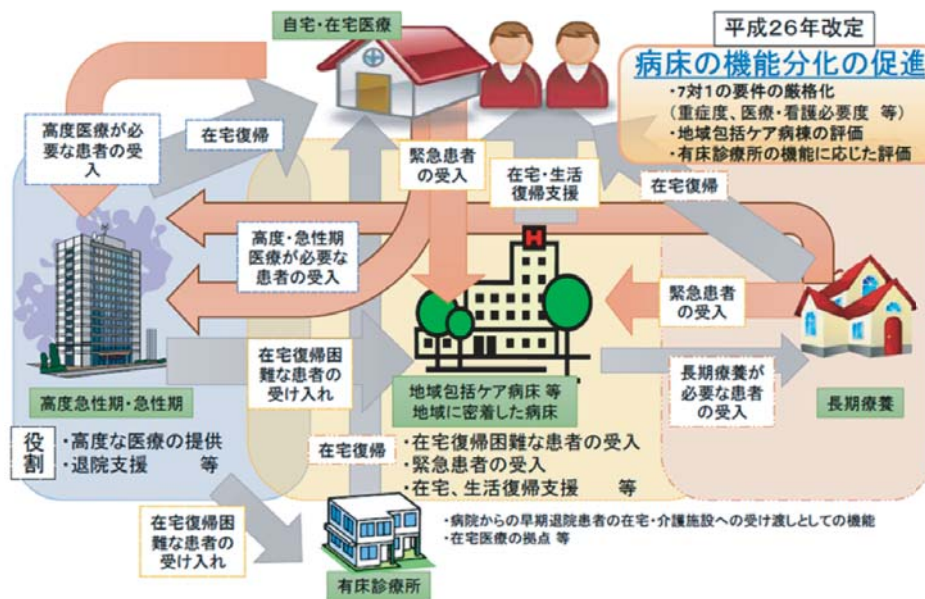 自宅・在宅医療
平成26年改定
病床の機能分化の促進
・7対1の要件の厳格化
(重症度、医療・看護必要度 等)
・地域包括ケア病棟の評価
・有床診療所の機能に応じた評価
高度医療が必
要な患者の受
入
在宅復帰
緊急患者
の受入
在宅・生活
復帰支援
在宅復帰
高度・急性期
医療が必要な
患者の受入
緊急患者
の受入
H
在宅復帰困
難な患者の
受け入れ
長期療養が
必要な患者
の受入
高度急性期・急性期
地域包括ケア病床 等
地域に密着した病床
長期療養
役
割
・高度な医療の提供
・退院支援 等
在宅復帰
・在宅復帰困難な患者の受入
・緊急患者の受入
・在宅、生活復帰支援 等
在宅復帰困
難な患者の
受け入れ
・病院からの早期退院患者の在宅・介護施設への受け渡しとしての機能
・在宅医療の拠点 等
有床診療所